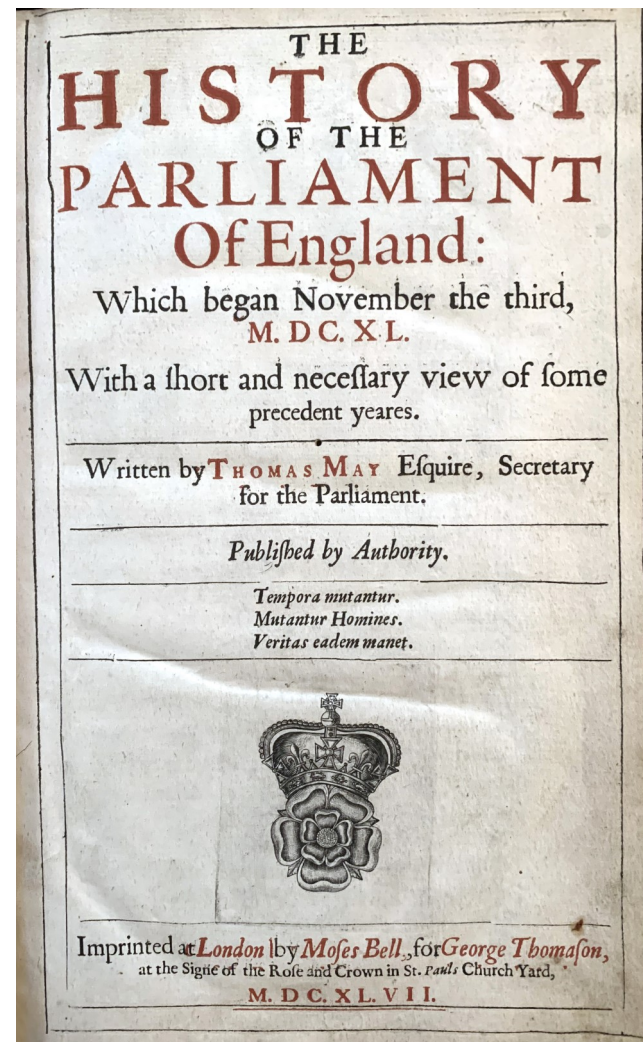 THE
HISTORY
OF THE
PARLIAMENT
Of England:
Which began November the third,
M. DC. XL.
With a ſhort and neceſſary view of ſome
precedent yeares.
Written by THOMAS MAY Eſquire, Secretary
for the Parliament.
Publiſhed by Authority.
Tempora mutantur.
Mutantur Homines.
Veritas eadem manet.
Imprinted at London by Moſes Bell, for George Thomaſon,
at the Signe of the Roſe and Crown in St. Pauls Church Yard,
M. DC. XL. VII.